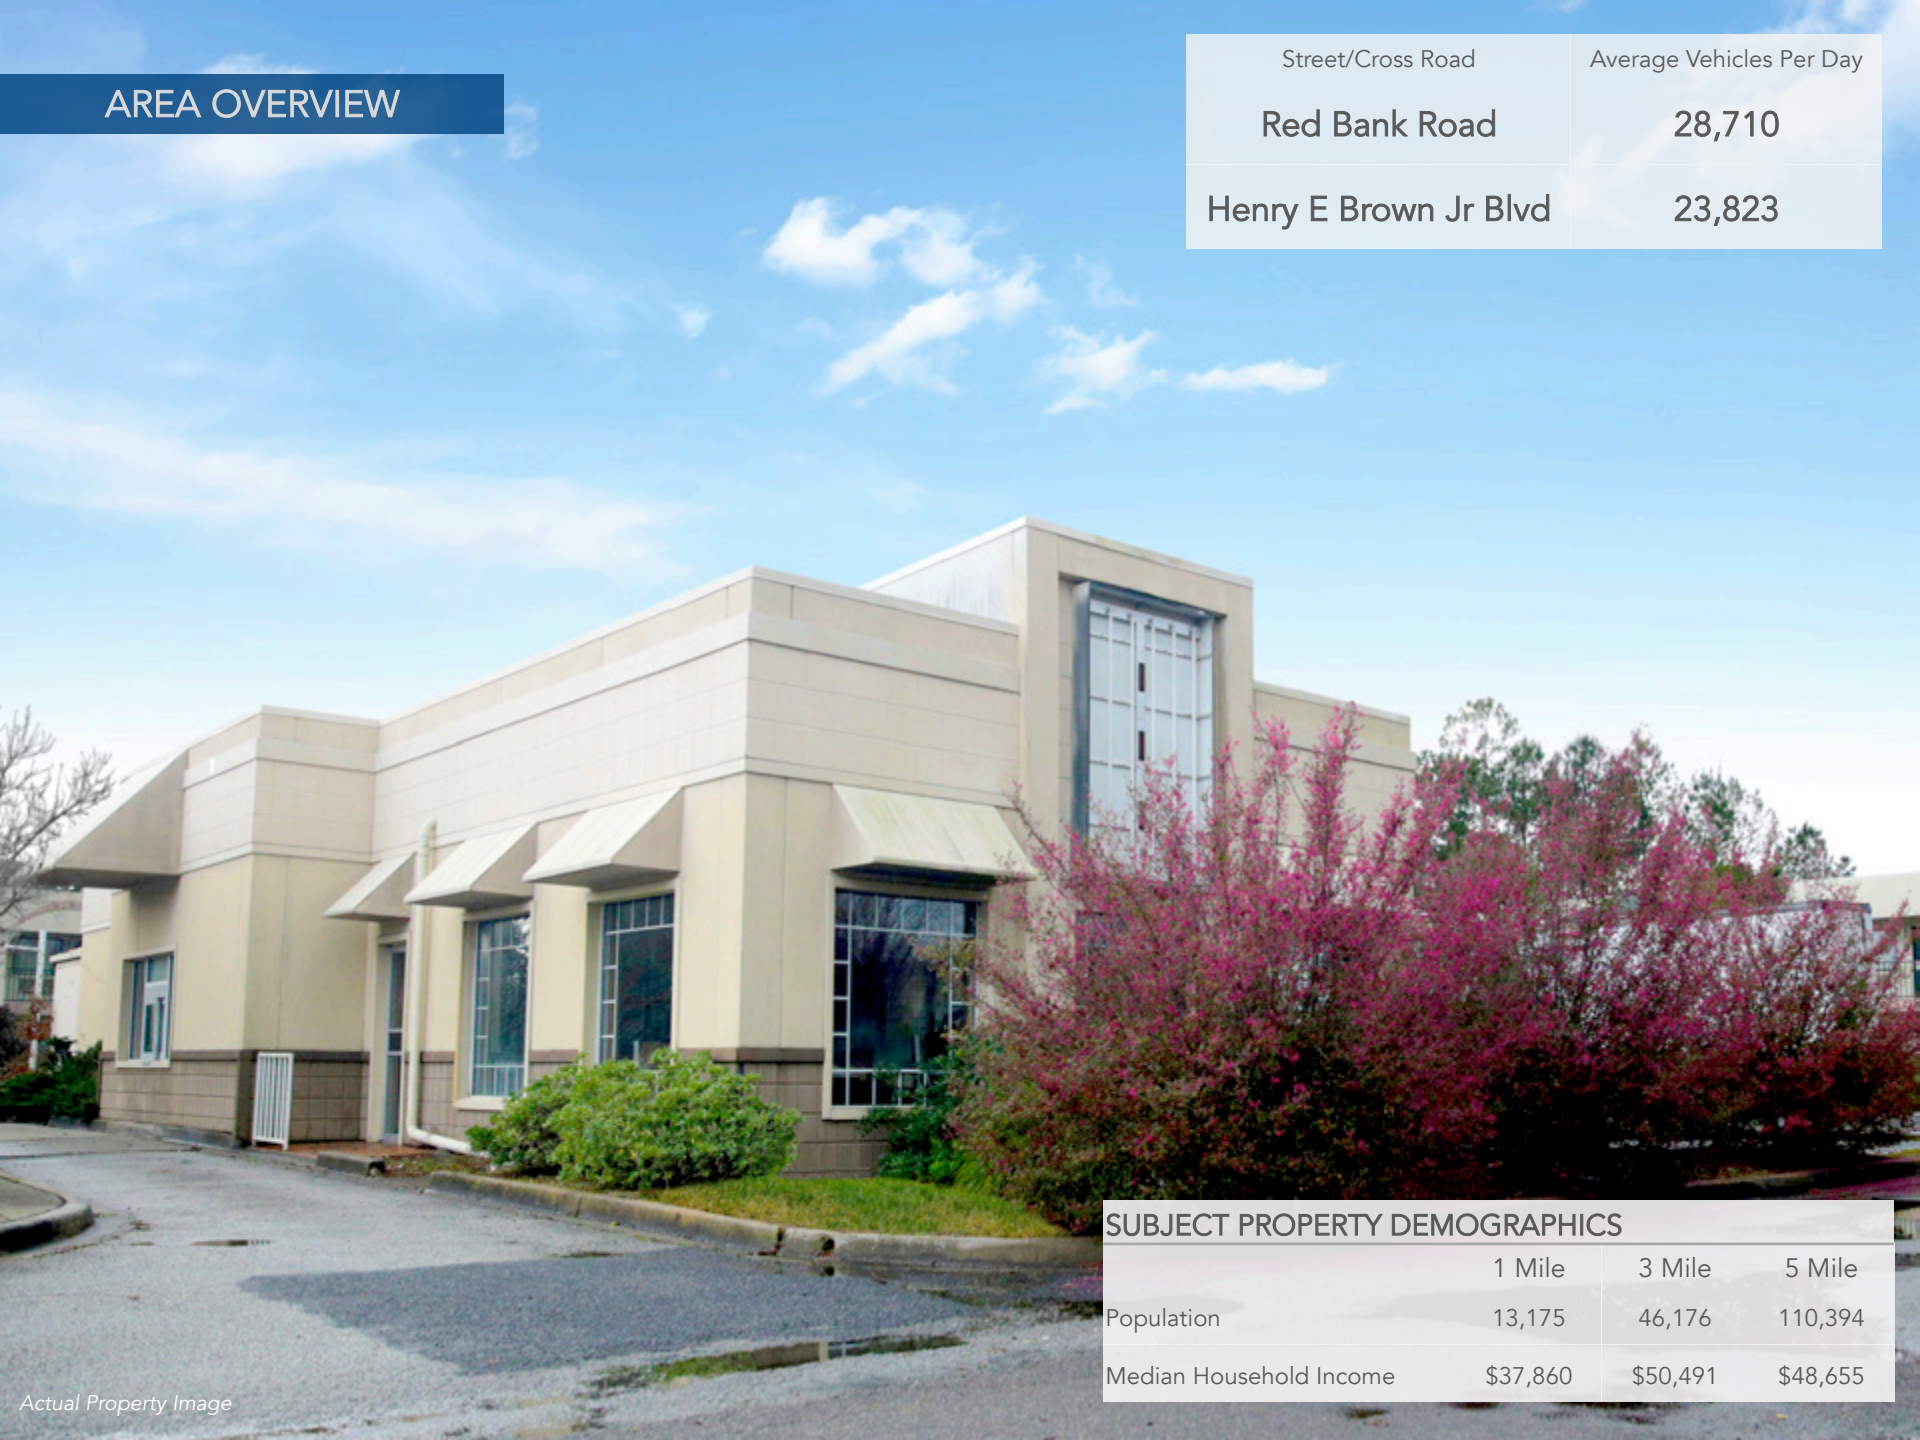 AREA OVERVIEW
Street/Cross Road Average Vehicles Per Day
Red Bank Road 28,710
Henry E Brown Jr Blvd 23,823
SUBJECT PROPERTY DEMOGRAPHICS
1 Mile 3 Mile 5 Mile
Population 13,175 46,176 110,394
Median Household Income $37,860 $50,491 $48,655
Actual Property Image